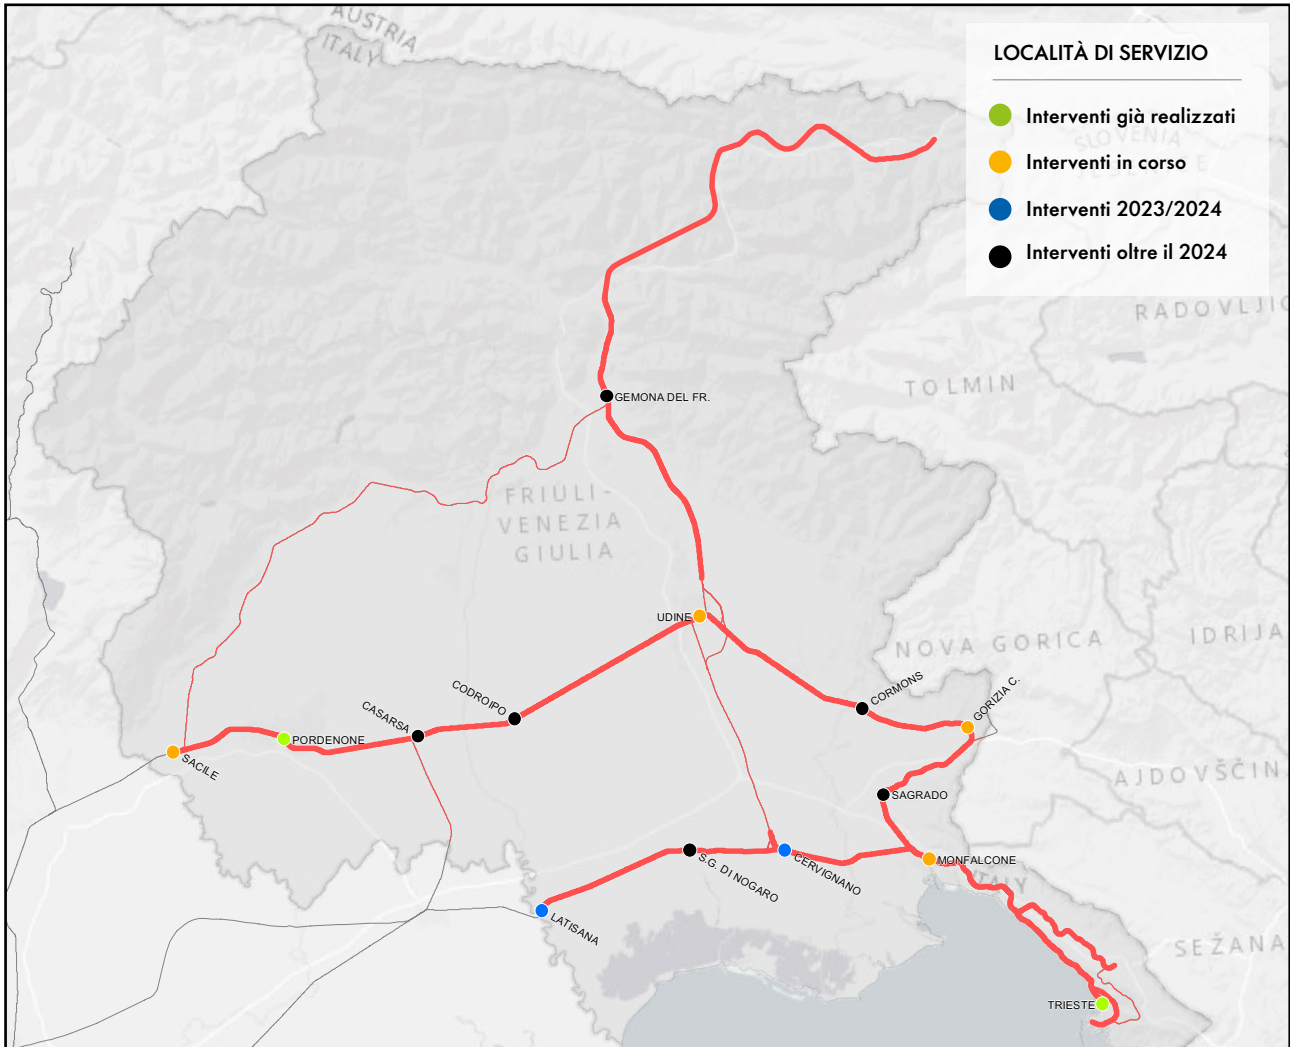 AUSTRIA
ITALY
LOCALITÀ DI SERVIZIO
Interventi già realizzati
SLOVENIA
Interventi in corso
Interventi 2023/2024
Interventi oltre il 2024
RADOVLJIC
TOLMIN
GEMONA DEL FR.
FRIULI-
VENEZIA
GIULIA
UDINE
NOVA GORICA
IDRIJA
CODROIPO
CASARSA
CORMONS
GORIZIA C.
PORDENONE
SACILE
AJDOVŠČIN
SAGRADO
S.G. DI NOGARO
CERVIGNANO
MONFALCONE
ITALY
LATISANA
SEŽANA
TRIESTE